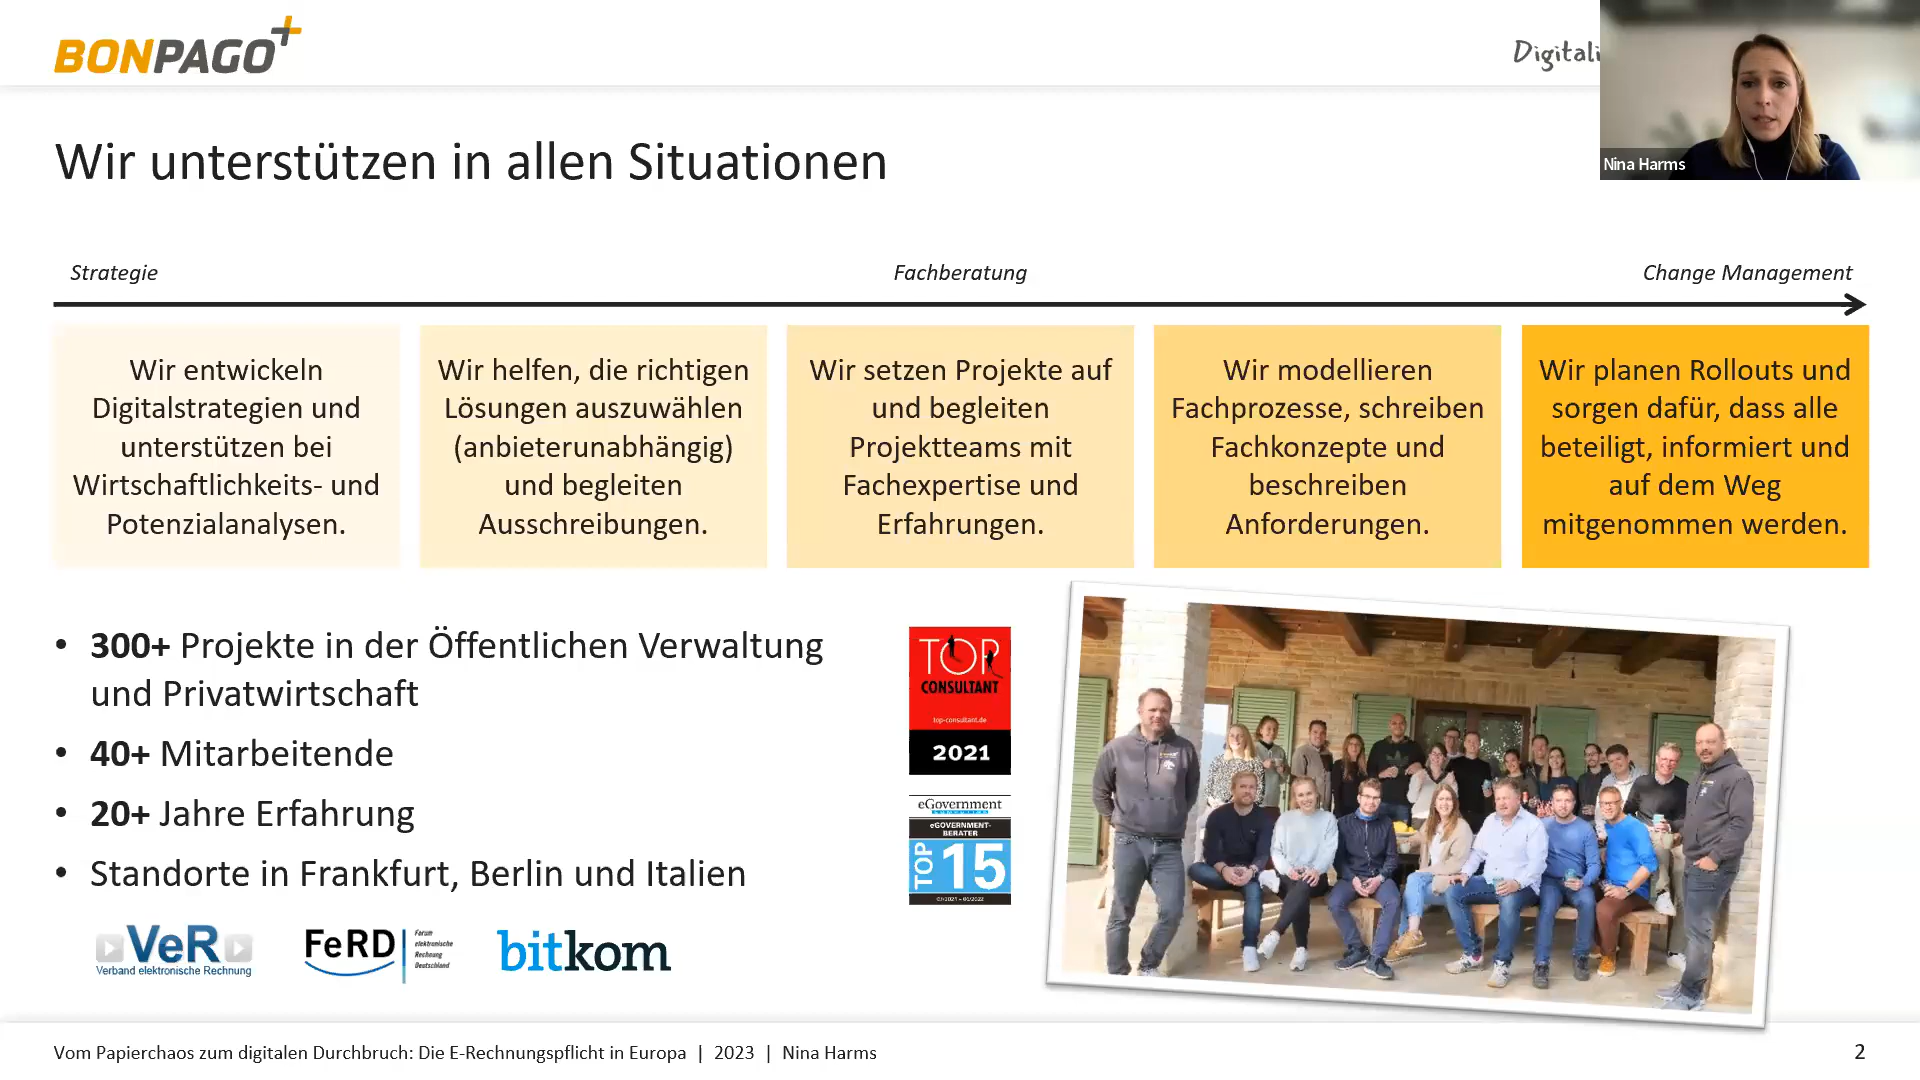 BONPAGO
Digitali
Nina Harms
Wir unterstützen in allen Situationen
Strategie
Fachberatung
Change Management
Wir entwickeln
Digitalstrategien und
unterstützen bei
Wirtschaftlichkeits- und
Potenzialanalysen.
Wir helfen, die richtigen
Lösungen auszuwählen
(anbieterunabhängig)
und begleiten
Ausschreibungen.
Wir setzen Projekte auf
und begleiten
Projektteams mit
Fachexpertise und
Erfahrungen.
Wir modellieren
Fachprozesse, schreiben
Fachkonzepte und
beschreiben
Anforderungen.
Wir planen Rollouts und
sorgen dafür, dass alle
beteiligt, informiert und
auf dem Weg
mitgenommen werden.
• 300+ Projekte in der Öffentlichen Verwaltung
und Privatwirtschaft
• 40+ Mitarbeitende
• 20+ Jahre Erfahrung
• Standorte in Frankfurt, Berlin und Italien
VeR
Verband elektronische Rechnung
FeRD
Forum
elektronische
Rechnung
Deutschland
bitkom
TOP
CONSULTANT
top-consultant.de
2021
eGovernment
eGOVERNMENT-
BERATER
TOP 15
Vom Papierchaos zum digitalen Durchbruch: Die E-Rechnungspflicht in Europa | 2023 | Nina Harms
2